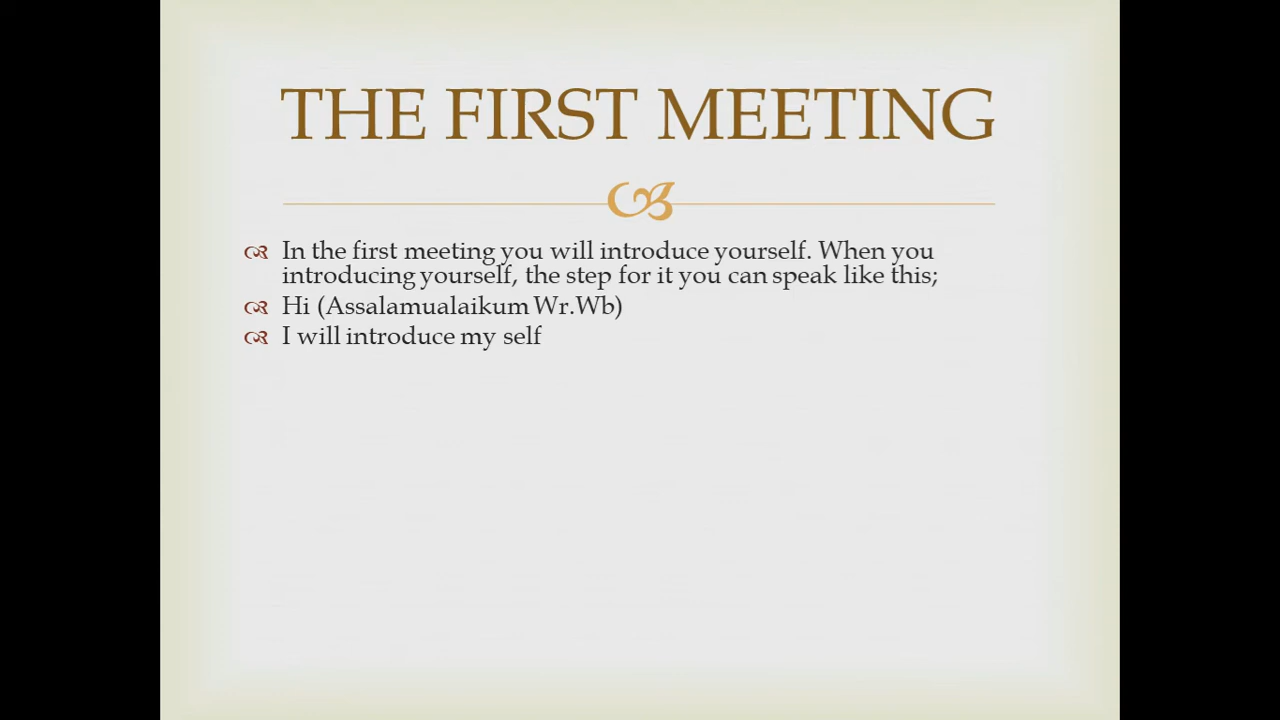 THE FIRST MEETING
In the first meeting you will introduce yourself. When you
introducing yourself, the step for it you can speak like this;
Hi (Assalamualaikum Wr.Wb)
I will introduce my self